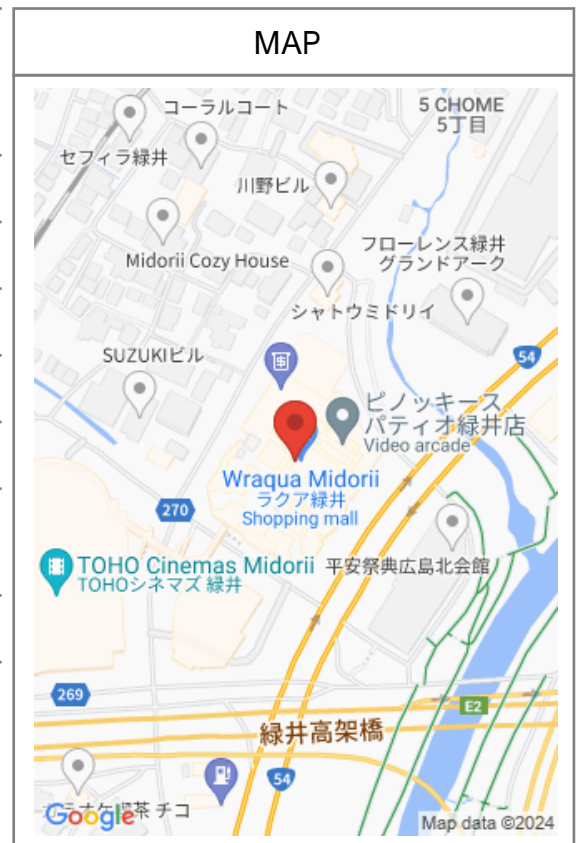 MAP
コーラルコート
5 CHOME
5丁目
セフィラ緑井
川野ビル
Midorii Cozy House
フローレンス緑井
グランドアーク
シャトウミドリイ
SUZUKIビル
54
ピノッキース
パティオ緑井店
Video arcade
Wraqua Midorii
ラクア緑井
Shopping mall
270
TOHO Cinemas Midorii
TOHOシネマズ 緑井
平安祭典広島北会館
269
E2
緑井高架橋
54
チコ
Google
Map data ©2024